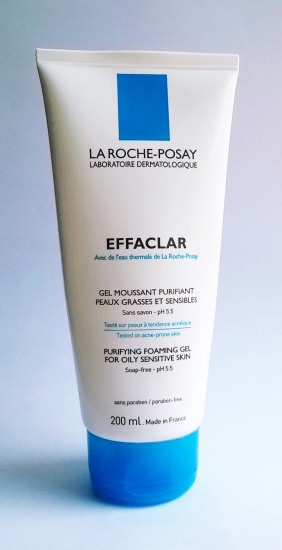 LA ROCHE-POSAY
LABORATOIRE DERMATOLOGIQUE
EFFACLAR
Avec de l'eau thermale de La Roche-Posay
GEL MOUSSANT PURIFIANT
PEAUX GRASSES ET SENSIBLES
Sans savon - pH 5.5
Testé sur peaux à tendance acnéique
Tested on acne-prone skin
PURIFYING FOAMING GEL
FOR OILY SENSITIVE SKIN
Soap-free - pH 5.5
sans paraben / paraben-free
200 ml. Made in France